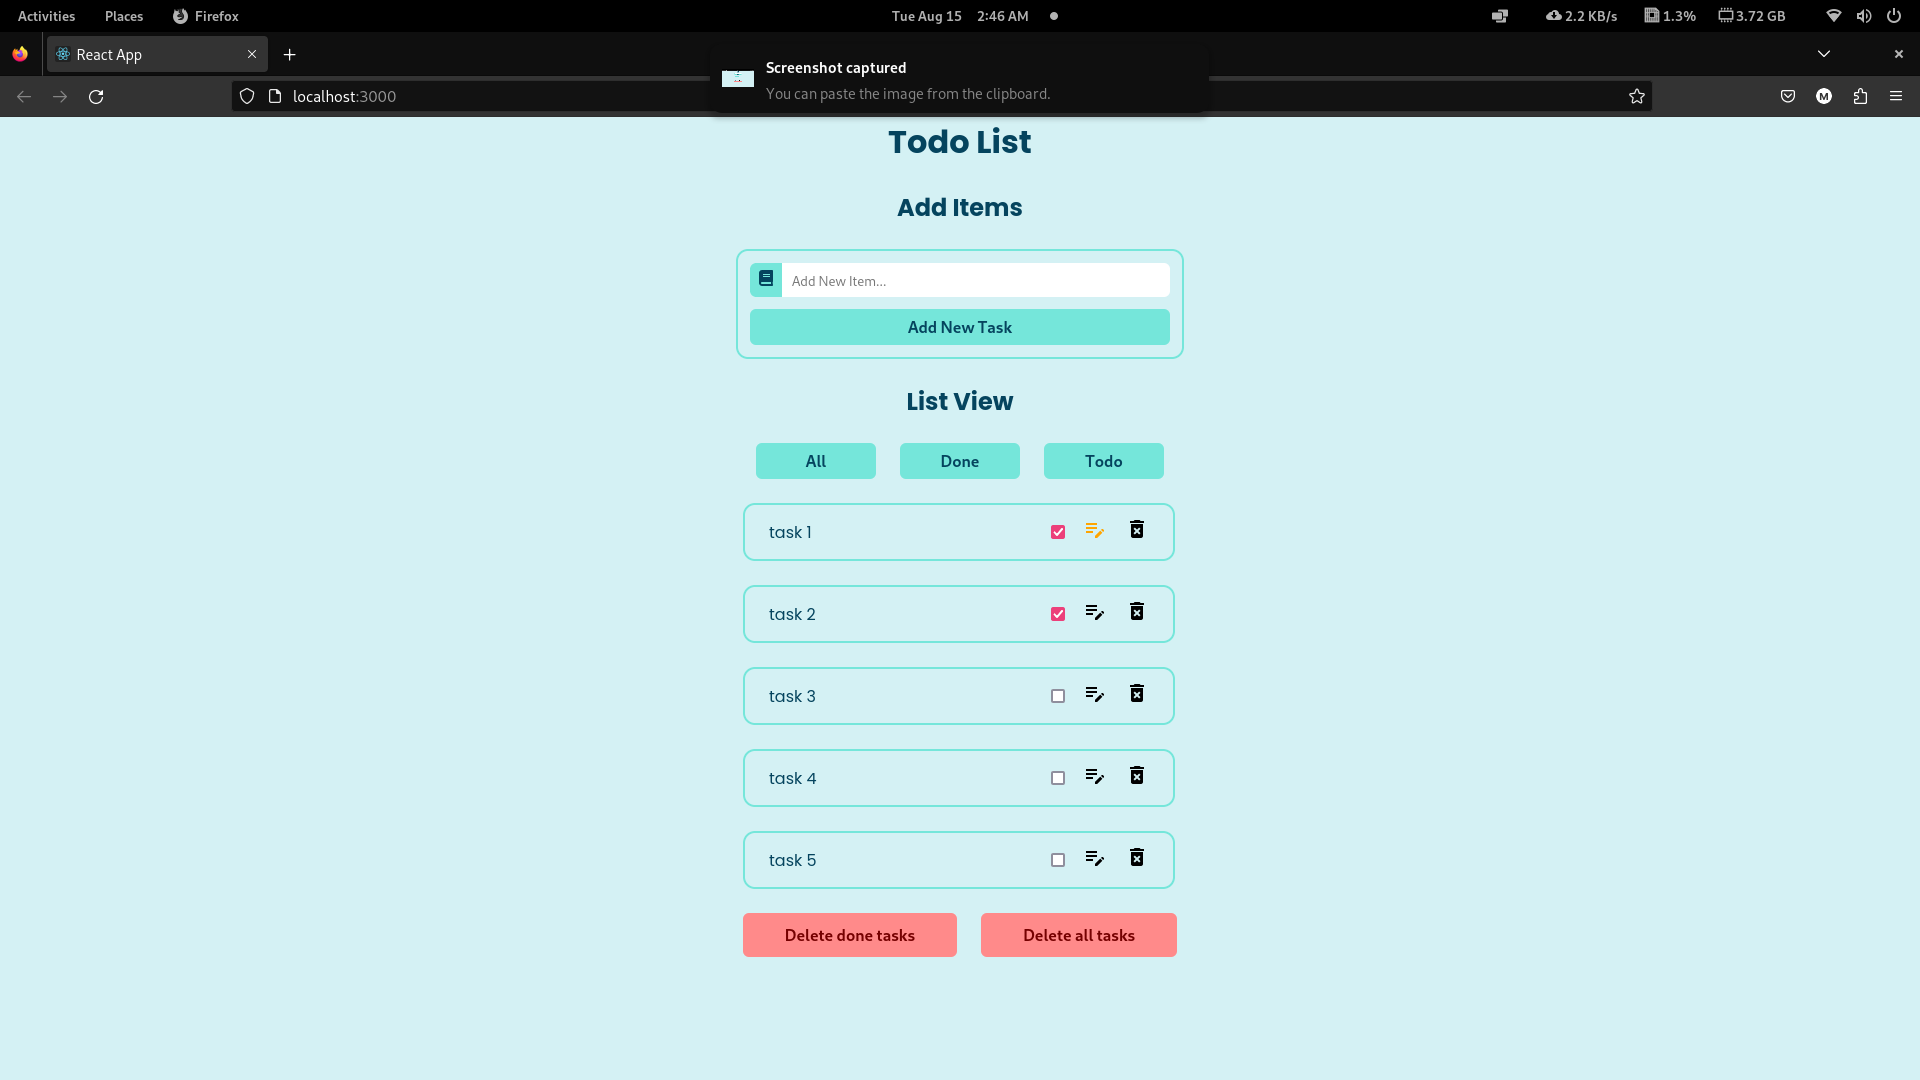 Activities Places Firefox Tue Aug 15 2:46 AM 2.2 KB/s 1.3% 3.72 GB
React App
Screenshot captured
You can paste the image from the clipboard.
localhost:3000
M
Todo List
Add Items
Add New Item...
Add New Task
List View
All Done Todo
task 1
task 2
task 3
task 4
task 5
Delete done tasks Delete all tasks